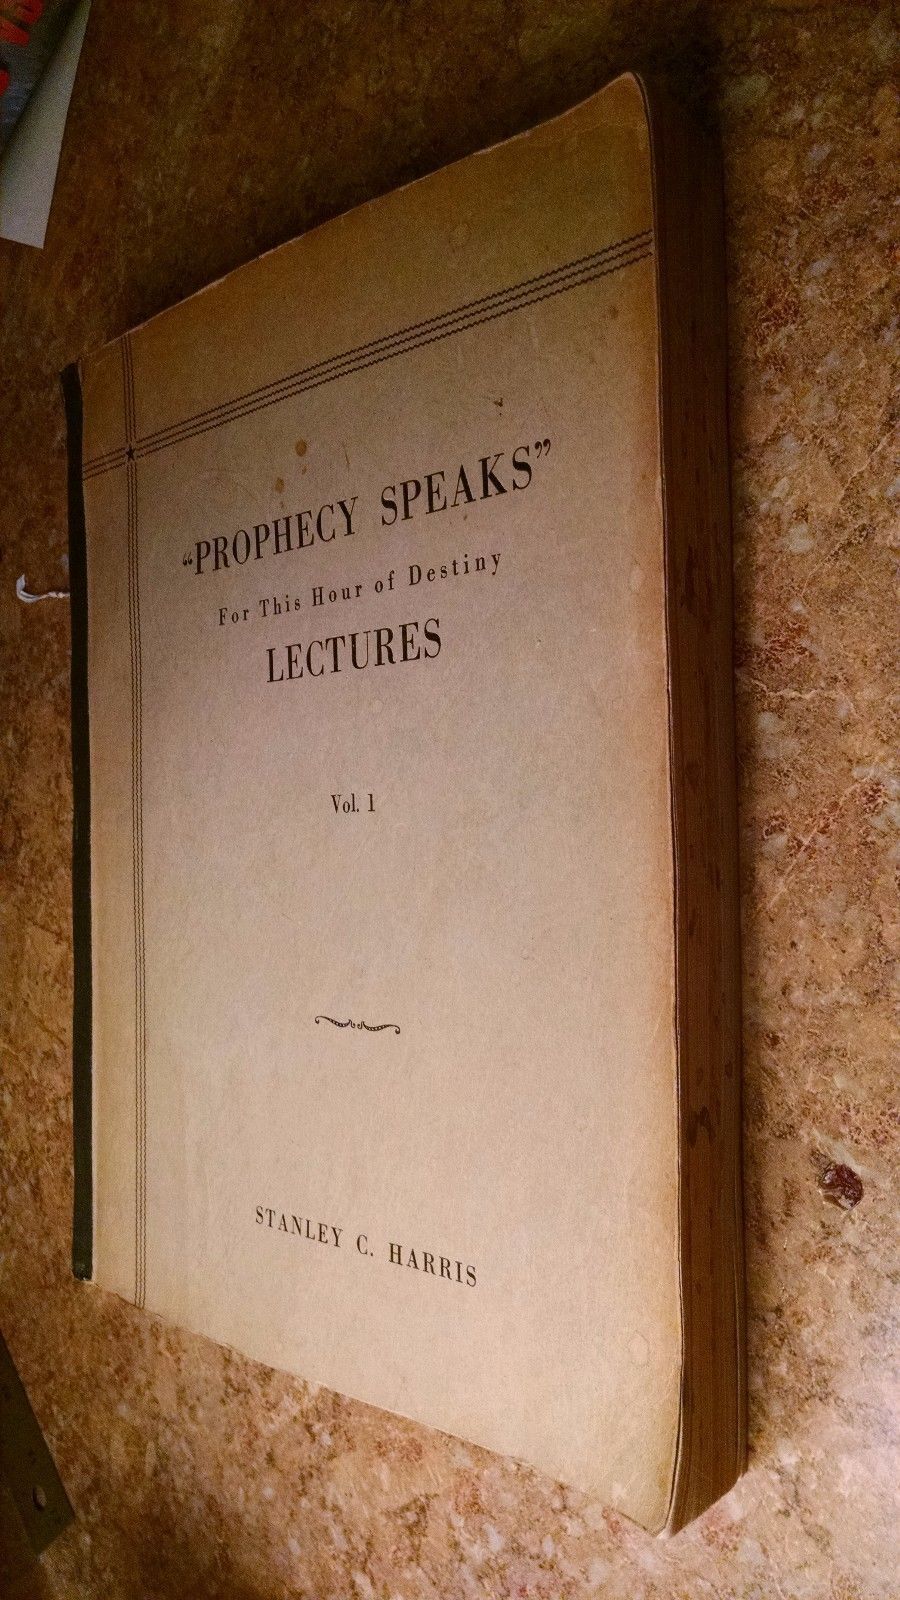 “PROPHECY SPEAKS”
For This Hour of Destiny
LECTURES
Vol. 1
STANLEY C. HARRIS